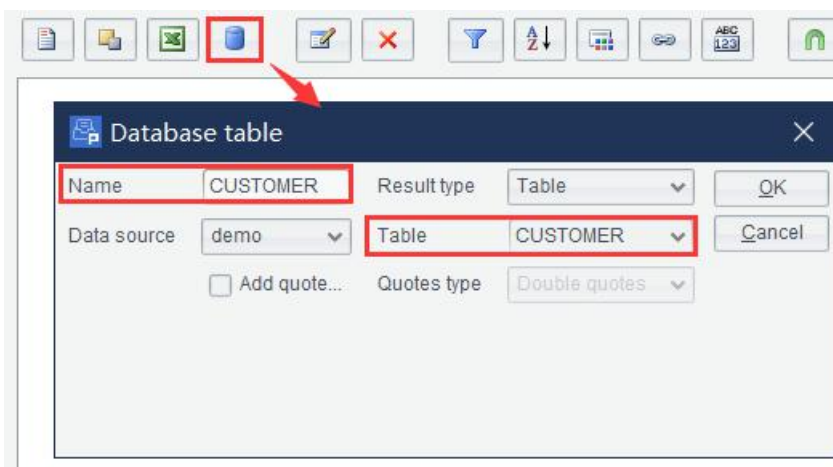 A
Z
ABC
123
Database table
Name CUSTOMER Result type Table OK
Data source demo Table CUSTOMER Cancel
Add quote... Quotes type Double quotes